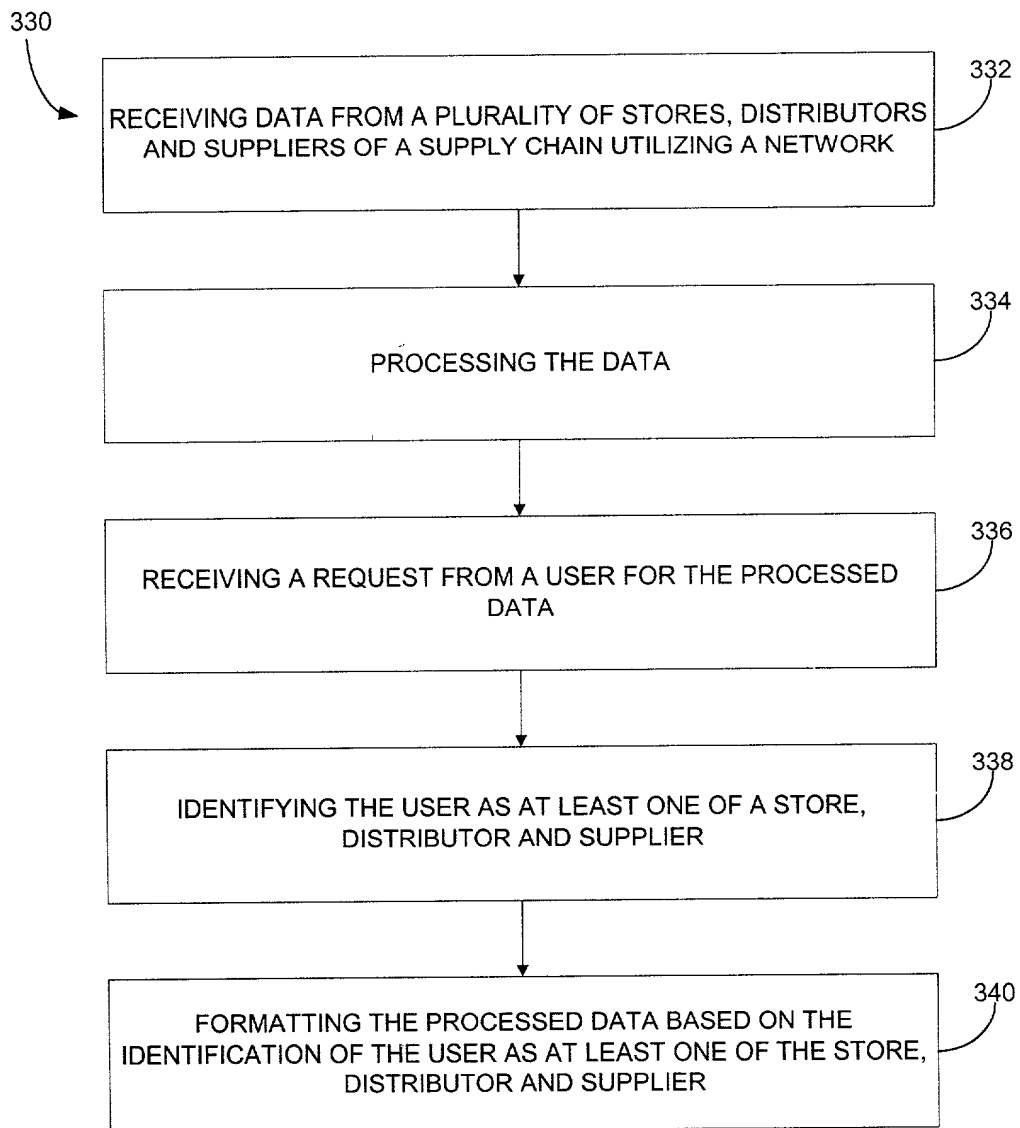 330
332
RECEIVING DATA FROM A PLURALITY OF STORES, DISTRIBUTORS
AND SUPPLIERS OF A SUPPLY CHAIN UTILIZING A NETWORK
334
PROCESSING THE DATA
336
RECEIVING A REQUEST FROM A USER FOR THE PROCESSED
DATA
338
IDENTIFYING THE USER AS AT LEAST ONE OF A STORE,
DISTRIBUTOR AND SUPPLIER
340
FORMATTING THE PROCESSED DATA BASED ON THE
IDENTIFICATION OF THE USER AS AT LEAST ONE OF THE STORE,
DISTRIBUTOR AND SUPPLIER